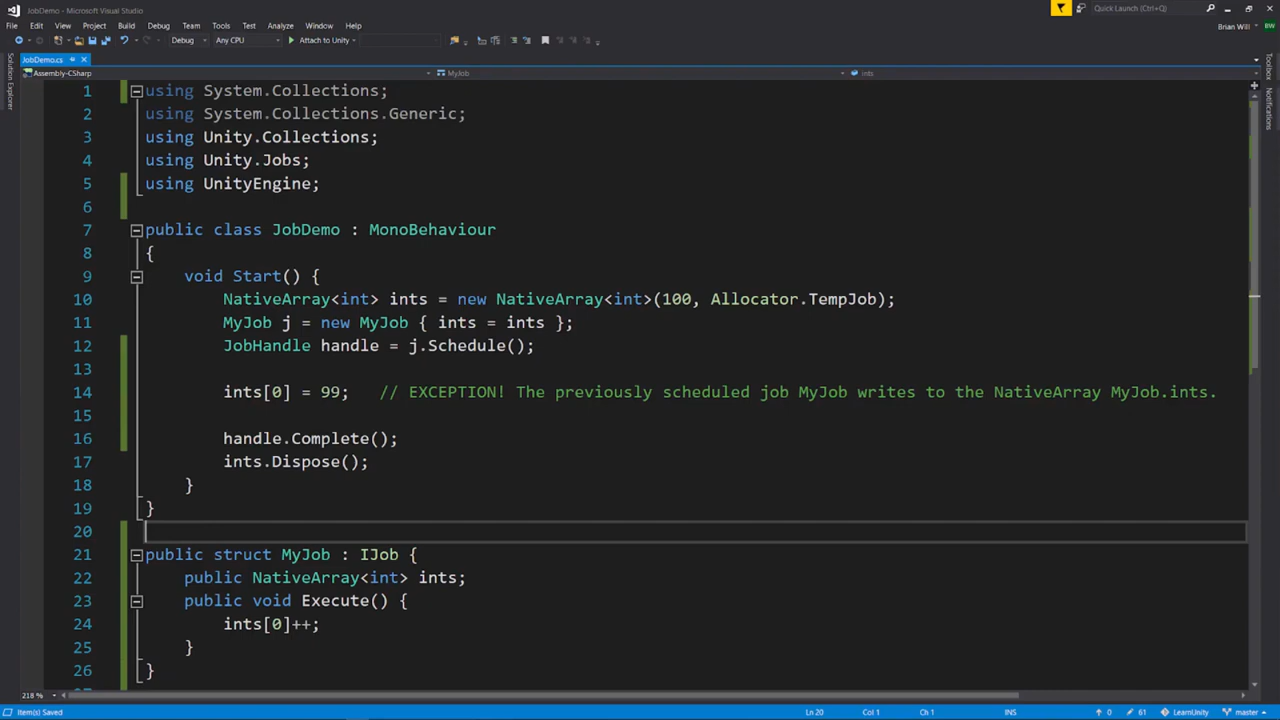 JobDemo - Microsoft Visual Studio
Quick Launch (Ctrl+Q)
File Edit View Project Build Debug Team Tools Test Analyze Window Help
Brian Will BW
Debug Any CPU Attach to Unity
JobDemo.cs
Assembly-CSharp MyJob ints
Solution Explorer
Toolbox
Notifications
1 using System.Collections;
2 using System.Collections.Generic;
3 using Unity.Collections;
4 using Unity.Jobs;
5 using UnityEngine;
6
7 public class JobDemo : MonoBehaviour
8 {
9 void Start() {
10 NativeArray<int> ints = new NativeArray<int>(100, Allocator.TempJob);
11 MyJob j = new MyJob { ints = ints };
12 JobHandle handle = j.Schedule();
13
14 ints[0] = 99; // EXCEPTION! The previously scheduled job MyJob writes to the NativeArray MyJob.ints.
15
16 handle.Complete();
17 ints.Dispose();
18 }
19 }
20
21 public struct MyJob : IJob {
22 public NativeArray<int> ints;
23 public void Execute() {
24 ints[0]++;
25 }
26 }
218 %
Item(s) Saved Ln 20 Col 1 Ch 1 INS 0 61 LearnUnity master